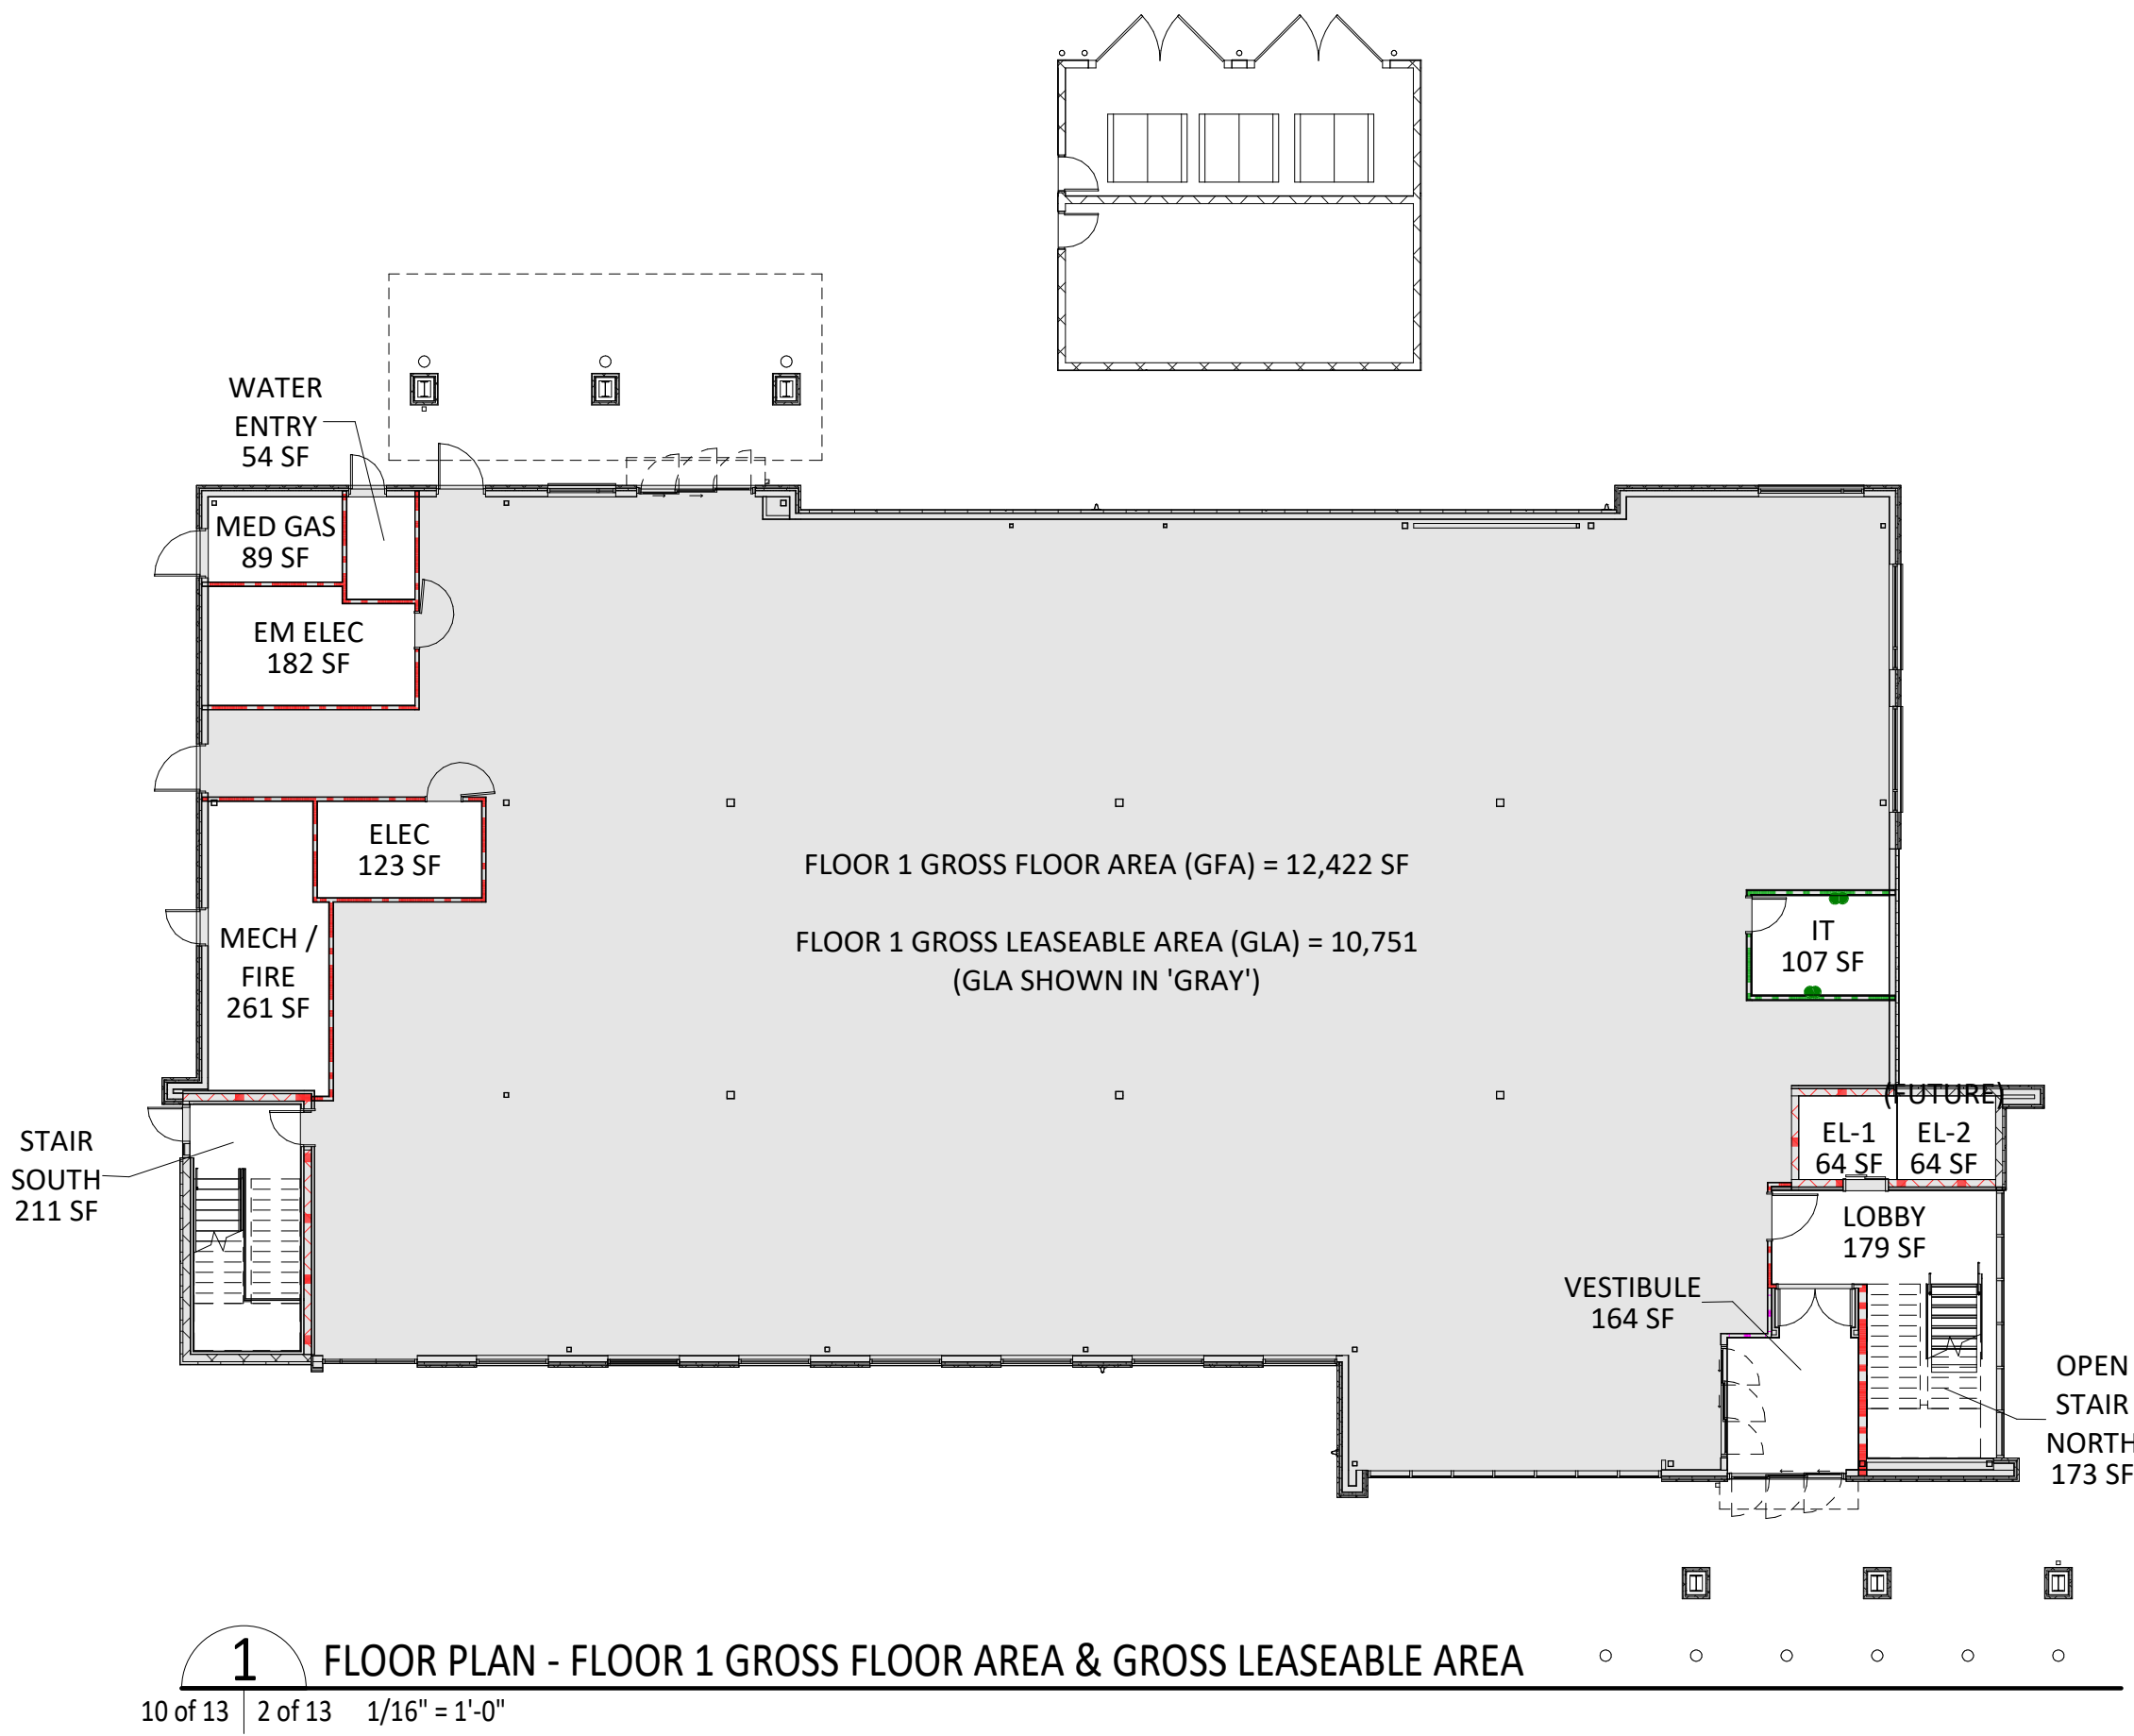 WATER
ENTRY
54 SF
MED GAS
89 SF
EM ELEC
182 SF
ELEC
123 SF
FLOOR 1 GROSS FLOOR AREA (GFA) = 12,422 SF
FLOOR 1 GROSS LEASEABLE AREA (GLA) = 10,751
(GLA SHOWN IN 'GRAY')
IT
107 SF
MECH /
FIRE
261 SF
(FUTURE)
EL-1
64 SF
EL-2
64 SF
STAIR
SOUTH
211 SF
LOBBY
179 SF
VESTIBULE
164 SF
OPEN
STAIR
NORTH
173 SF
1
FLOOR PLAN - FLOOR 1 GROSS FLOOR AREA & GROSS LEASEABLE AREA
10 of 13
2 of 13
1/16" = 1'-0"